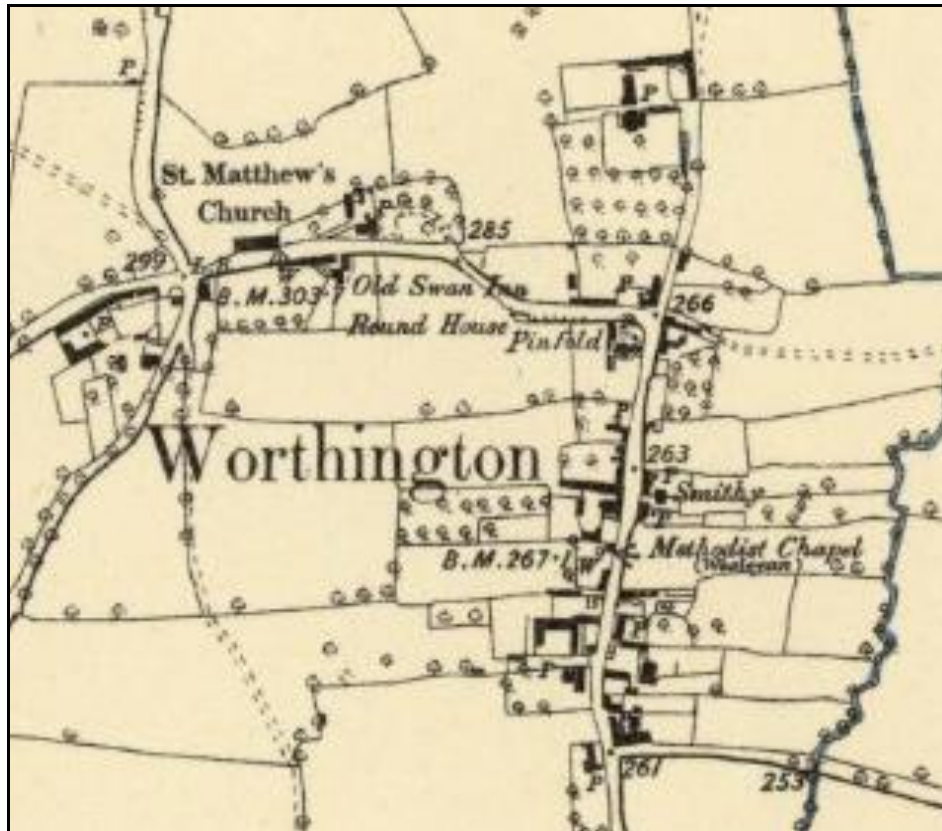 P
P
St. Matthew's
Church
285
299
B.M.303·1
Old Swan Inn
P
266
Round House
Pinfold
P
263
Worthington
P
Smithy
P
B.M.267·1
W
Methodist Chapel
(Wesleyan)
P
P
261
253
P